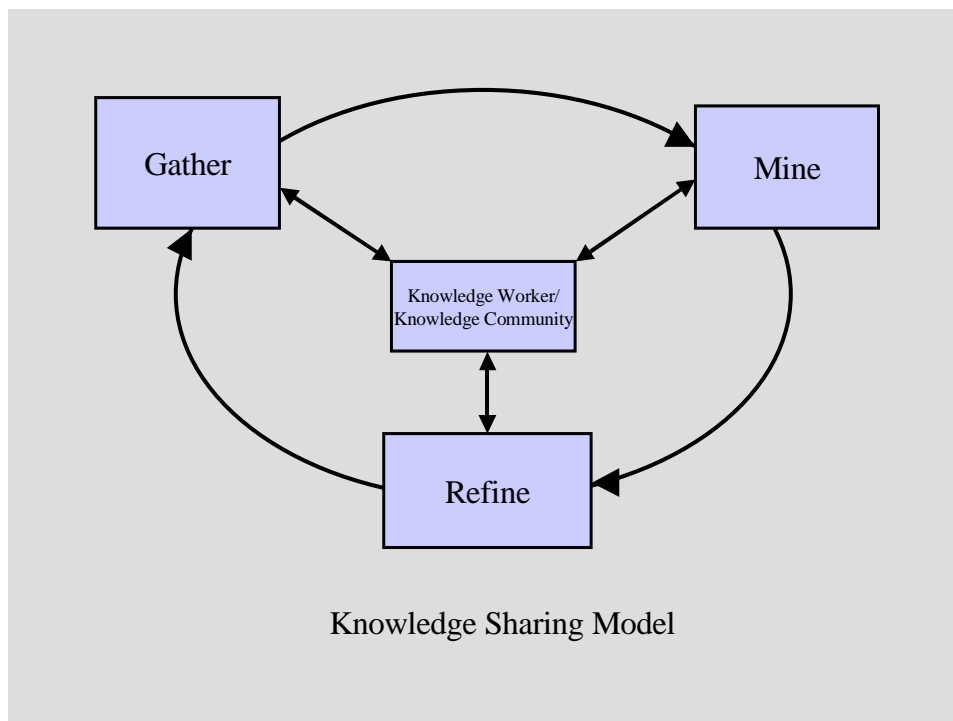 Gather
Mine
Knowledge Worker/
Knowledge Community
Refine
Knowledge Sharing Model